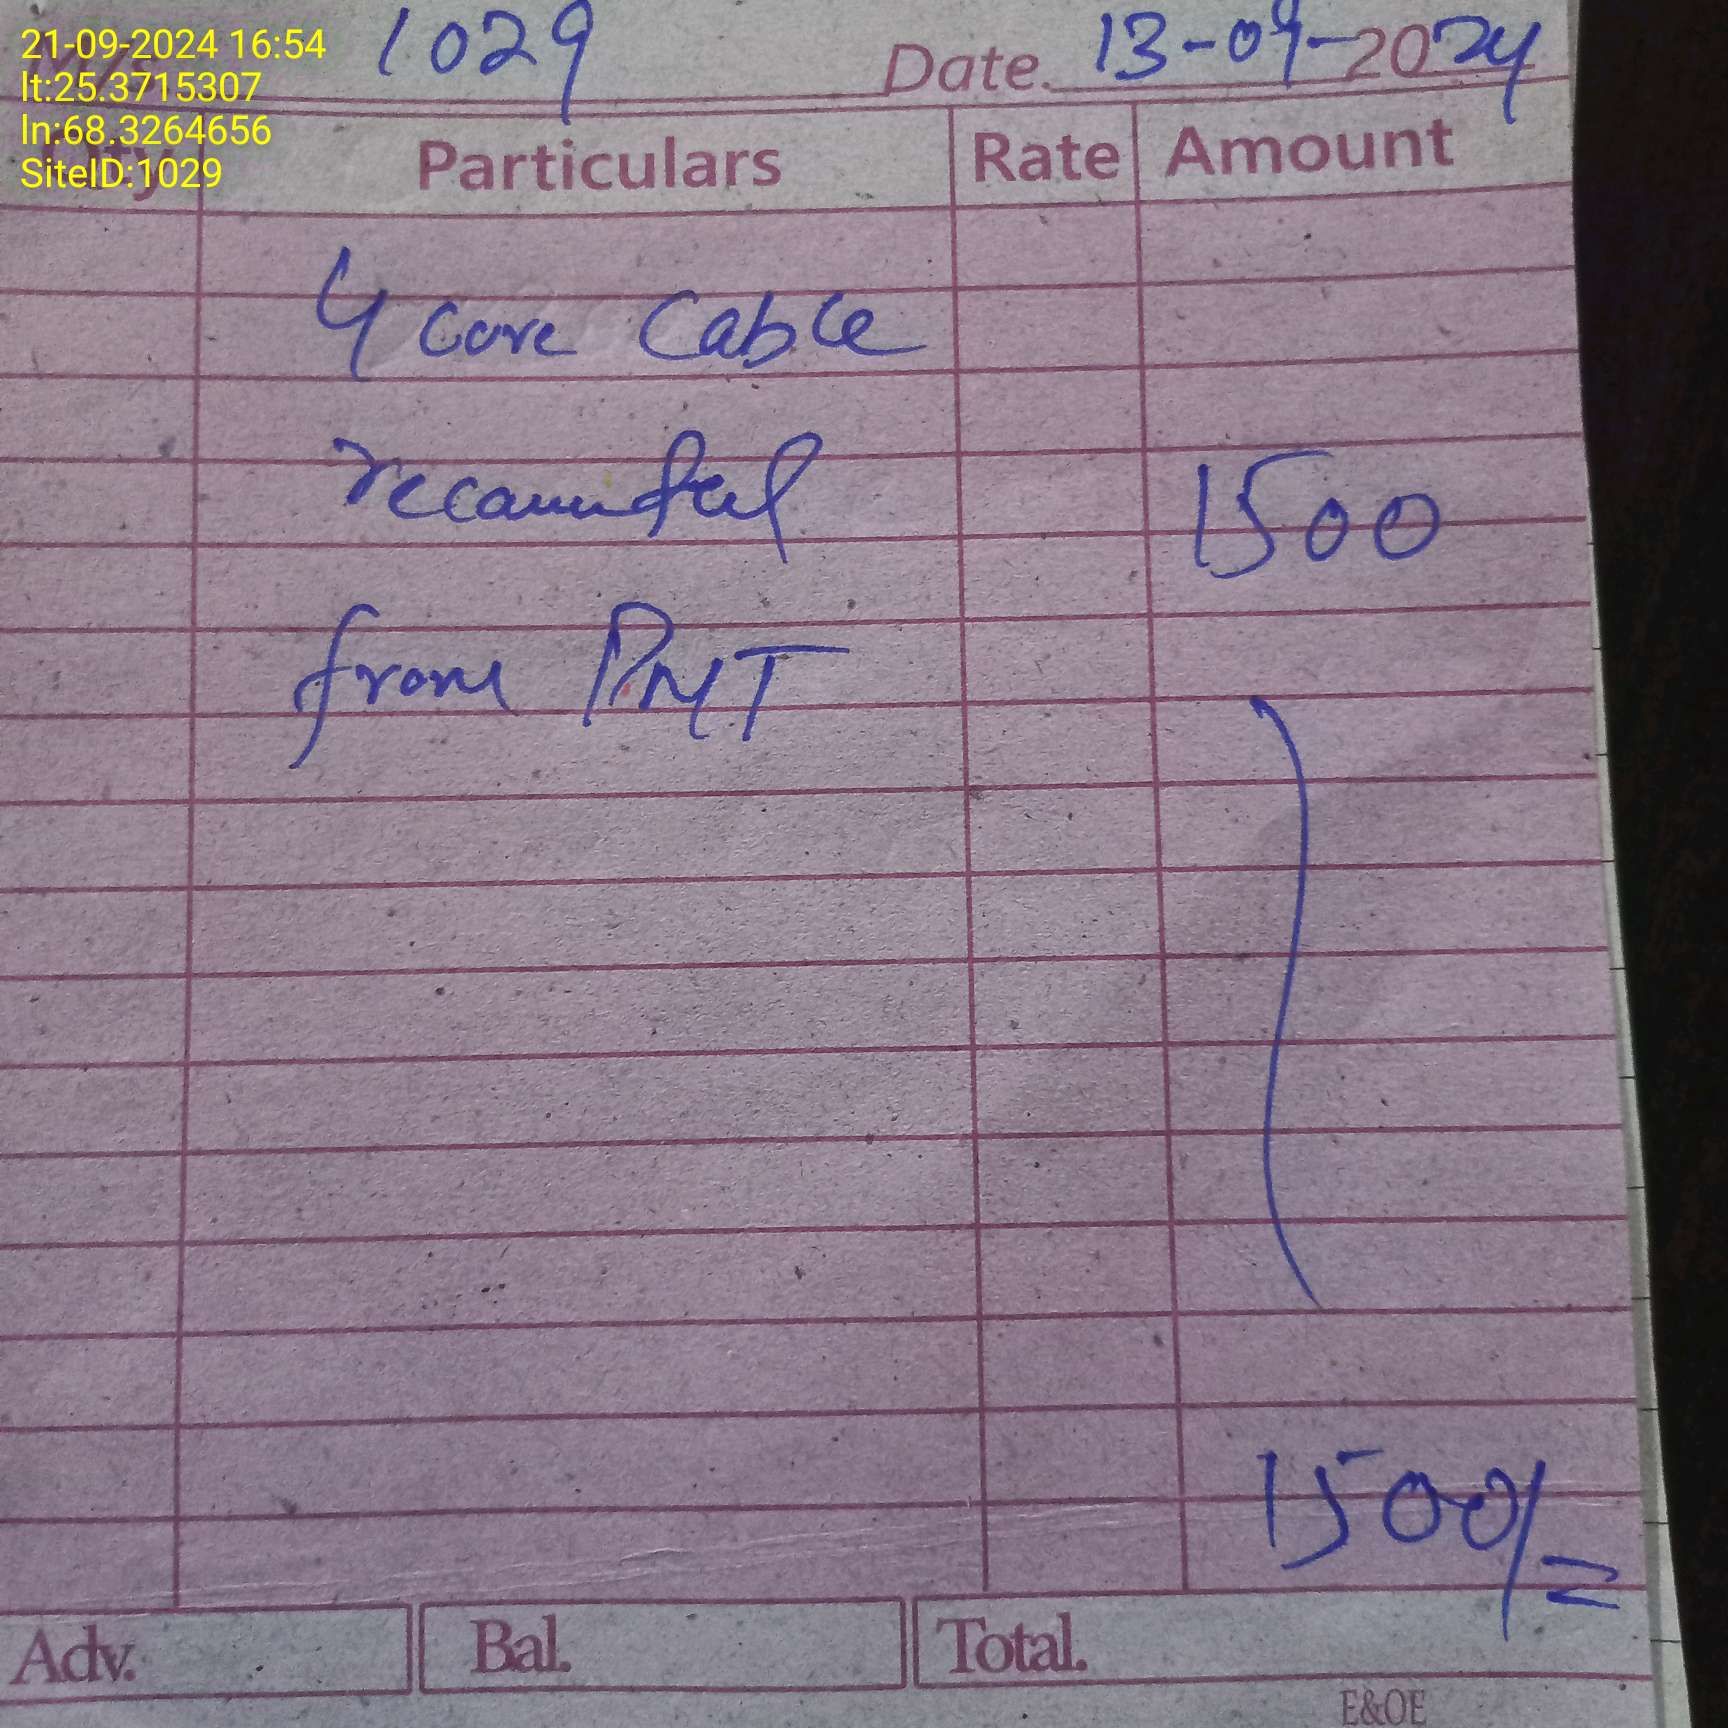 21-09-2024 16:54
lt:25.3715307
ln:68.3264656
SiteID:1029
1029
Date. 13-09-2024
Particulars Rate Amount
4 core cable
1500
from PMT
1500/=
Adv. Bal. Total.
E&OE